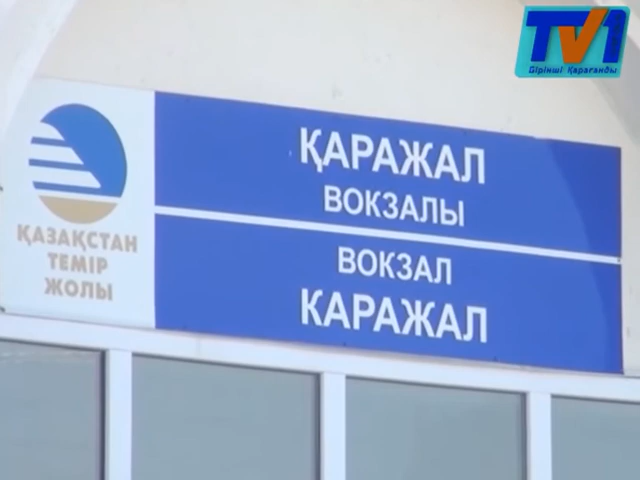 TV1
Бірінші Қарағанды
ҚАЗАҚСТАН
ТЕМІР
ЖОЛЫ
ҚАРАЖАЛ
ВОКЗАЛЫ
ВОКЗАЛ
КАРАЖАЛ